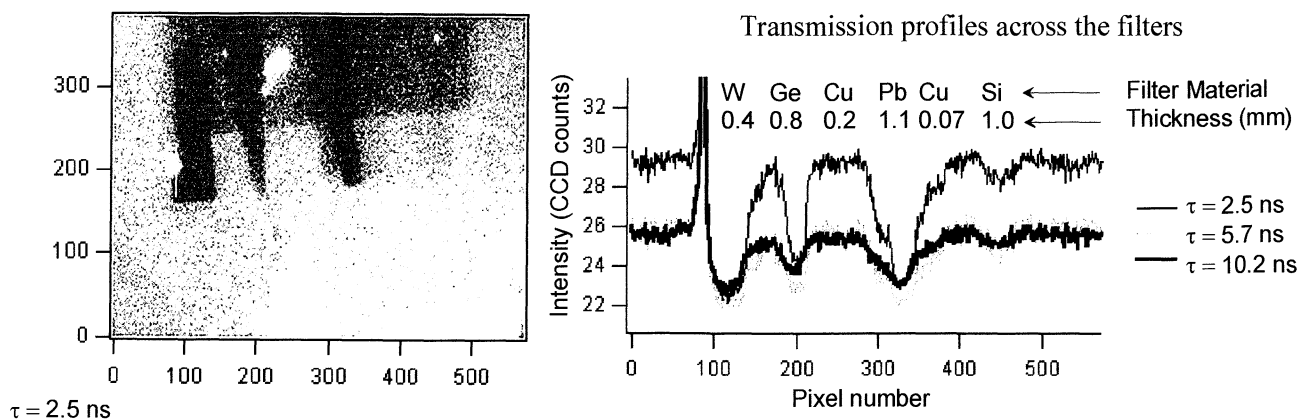 Transmission profiles across the filters
300
200
100
0
0 100 200 300 400 500
τ = 2.5 ns
Intensity (CCD counts)
32
30
28
26
24
22
W Ge Cu Pb Cu Si ← Filter Material
0.4 0.8 0.2 1.1 0.07 1.0 ← Thickness (mm)
τ = 2.5 ns
τ = 5.7 ns
τ = 10.2 ns
0 100 200 300 400 500
Pixel number